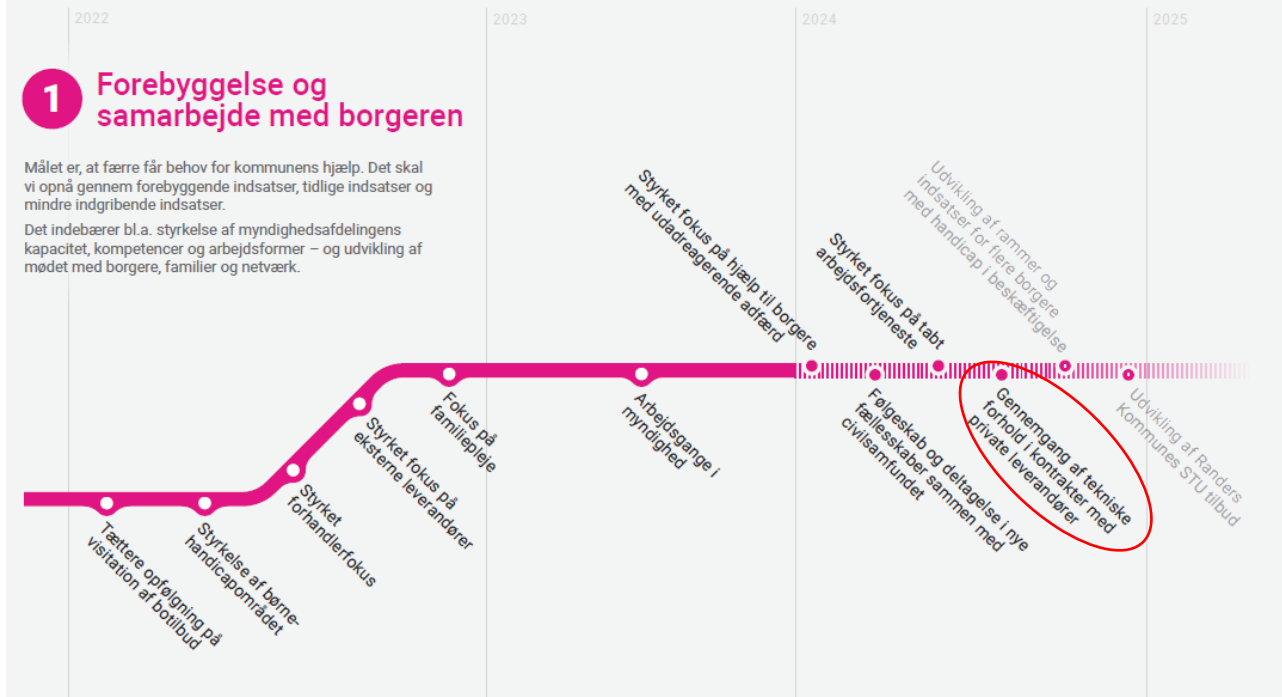 2022
2023
2024
2025
1
Forebyggelse og
samarbejde med borgeren
Målet er, at færre får behov for kommunens hjælp. Det skal
vi opnå gennem forebyggende indsatser, tidlige indsatser og
mindre indgribende indsatser.
Det indebærer bl.a. styrkelse af myndighedsafdelingens
kapacitet, kompetencer og arbejdsformer – og udvikling af
mødet med borgere, familier og netværk.
Tættere opfølgning på
visitation af botilbud
Styrkelse af børne-
handicapområdet
Styrket
forhandlerfokus
Styrket fokus på
eksterne leverandører
Fokus på
familiepleje
Arbejdsgange i
myndighed
Styrket fokus på hjælp til borgere
med udadreagerende adfærd
Følgeskab og deltagelse i nye
fællesskaber sammen med
civilsamfundet
Styrket fokus på tabt
arbejdsfortjeneste
Gennemgang af tekniske
forhold i kontrakter med
private leverandører
Udvikling af rammer og
indsatser for flere borgere
med handicap i beskæftigelse
Udvikling af Randers
Kommunes STU tilbud